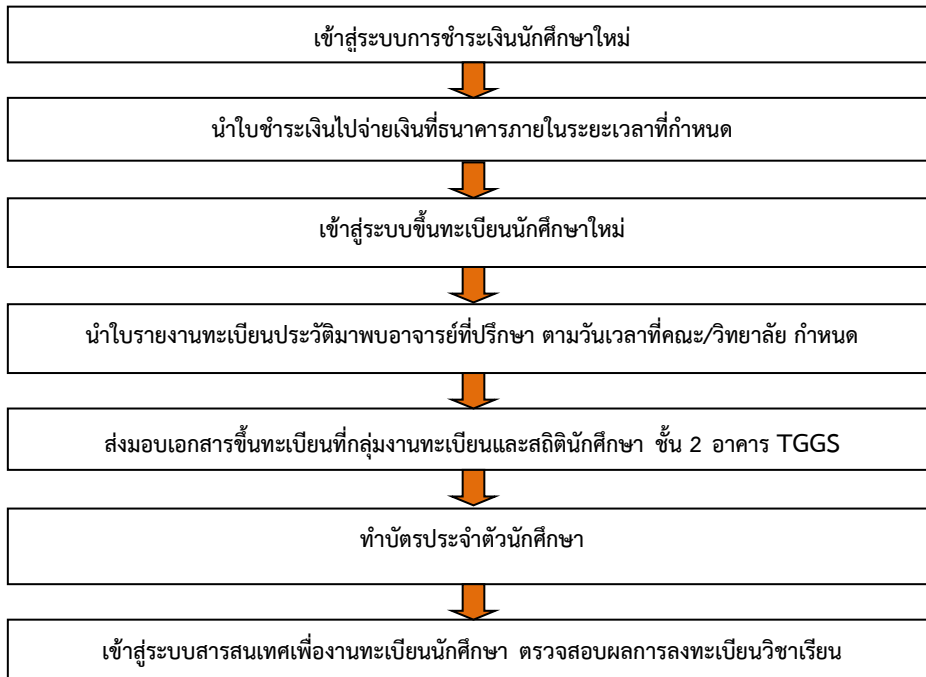 เข้าสู่ระบบการชำระเงินนักศึกษาใหม่
นำใบชำระเงินไปจ่ายเงินที่ธนาคารภายในระยะเวลาที่กำหนด
เข้าสู่ระบบขึ้นทะเบียนนักศึกษาใหม่
นำใบรายงานทะเบียนประวัติมาพบอาจารย์ที่ปรึกษา ตามวันเวลาที่คณะ/วิทยาลัย กำหนด
ส่งมอบเอกสารขึ้นทะเบียนที่กลุ่มงานทะเบียนและสถิตินักศึกษา ชั้น 2 อาคาร TGGS
ทำบัตรประจำตัวนักศึกษา
เข้าสู่ระบบสารสนเทศเพื่องานทะเบียนนักศึกษา ตรวจสอบผลการลงทะเบียนวิชาเรียน